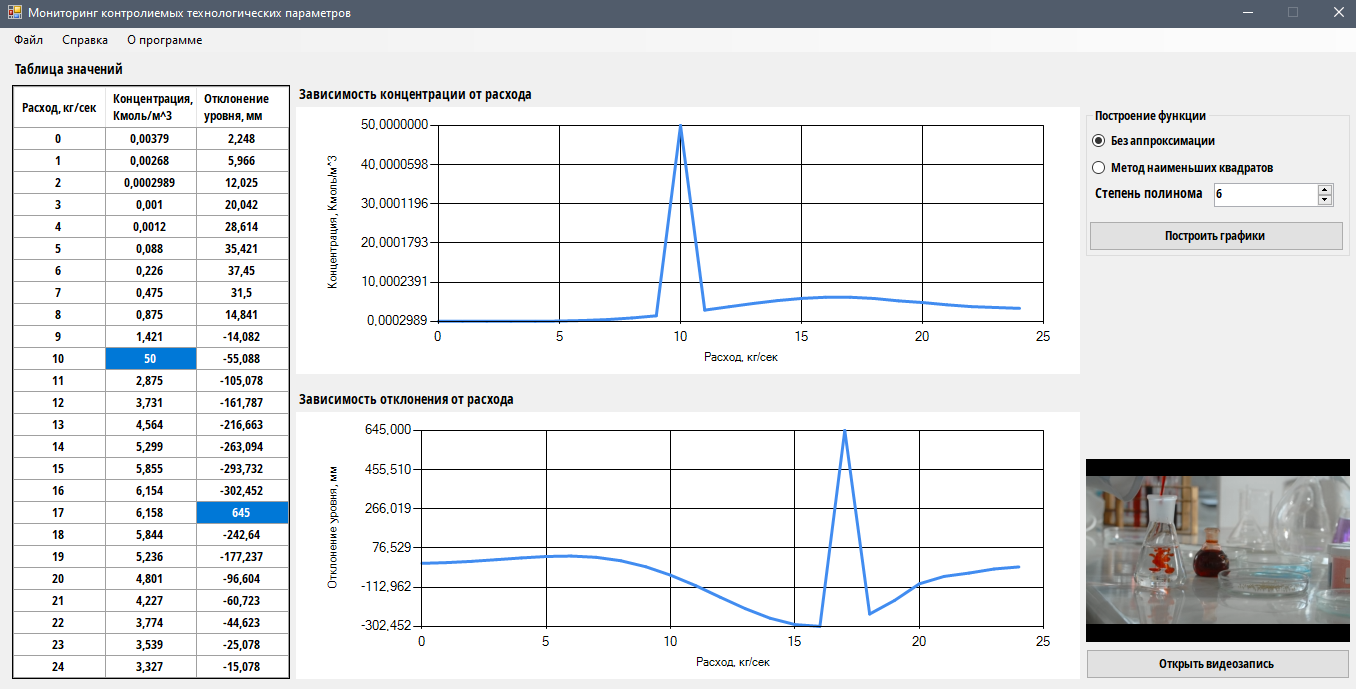 Мониторинг контролиемых технологических параметров
Файл Справка О программе
Таблица значений
Расход, кг/сек Концентрация, Кмоль/м^3 Отклонение уровня, мм
0 0,00379 2,248
1 0,00268 5,966
2 0,0002989 12,025
3 0,001 20,042
4 0,0012 28,614
5 0,088 35,421
6 0,226 37,45
7 0,475 31,5
8 0,875 14,841
9 1,421 -14,082
10 50 -55,088
11 2,875 -105,078
12 3,731 -161,787
13 4,564 -216,663
14 5,299 -263,094
15 5,855 -293,732
16 6,154 -302,452
17 6,158 645
18 5,844 -242,64
19 5,236 -177,237
20 4,801 -96,604
21 4,227 -60,723
22 3,774 -44,623
23 3,539 -25,078
24 3,327 -15,078
Зависимость концентрации от расхода
Концентрация, Кмоль/м^3
50,0000000
40,0000598
30,0001196
20,0001793
10,0002391
0,0002989
0 5 10 15 20 25
Расход, кг/сек
Зависимость отклонения от расхода
Отклонение уровня, мм
645,000
455,510
266,019
76,529
-112,962
-302,452
0 5 10 15 20 25
Расход, кг/сек
Построение функции
Без аппроксимации
Метод наименьших квадратов
Степень полинома 6
Построить графики
Открыть видеозапись